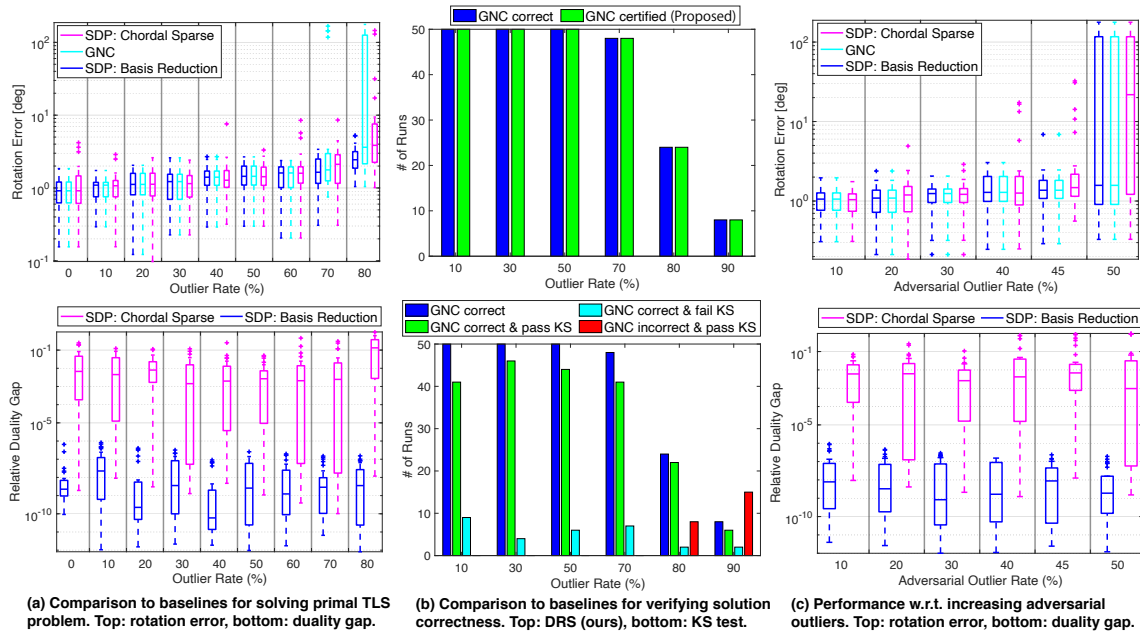 SDP: Chordal Sparse
GNC
SDP: Basis Reduction
Rotation Error [deg]
10^2
10^1
10^0
10^-1
0 10 20 30 40 50 60 70 80
Outlier Rate (%)
SDP: Chordal Sparse SDP: Basis Reduction
Relative Duality Gap
10^-1
10^-5
10^-10
0 10 20 30 40 50 60 70 80
Outlier Rate (%)
(a) Comparison to baselines for solving primal TLS
problem. Top: rotation error, bottom: duality gap.
GNC correct GNC certified (Proposed)
# of Runs
50
40
30
20
10
0
10 30 50 70 80 90
Outlier Rate (%)
GNC correct GNC correct & fail KS
GNC correct & pass KS GNC incorrect & pass KS
# of Runs
50
40
30
20
10
0
10 30 50 70 80 90
Outlier Rate (%)
(b) Comparison to baselines for verifying solution
correctness. Top: DRS (ours), bottom: KS test.
SDP: Chordal Sparse
GNC
SDP: Basis Reduction
Rotation Error [deg]
10^2
10^1
10^0
10 20 30 40 45 50
Adversarial Outlier Rate (%)
SDP: Chordal Sparse SDP: Basis Reduction
Relative Duality Gap
10^-1
10^-5
10^-10
10 20 30 40 45 50
Adversarial Outlier Rate (%)
(c) Performance w.r.t. increasing adversarial
outliers. Top: rotation error, bottom: duality gap.